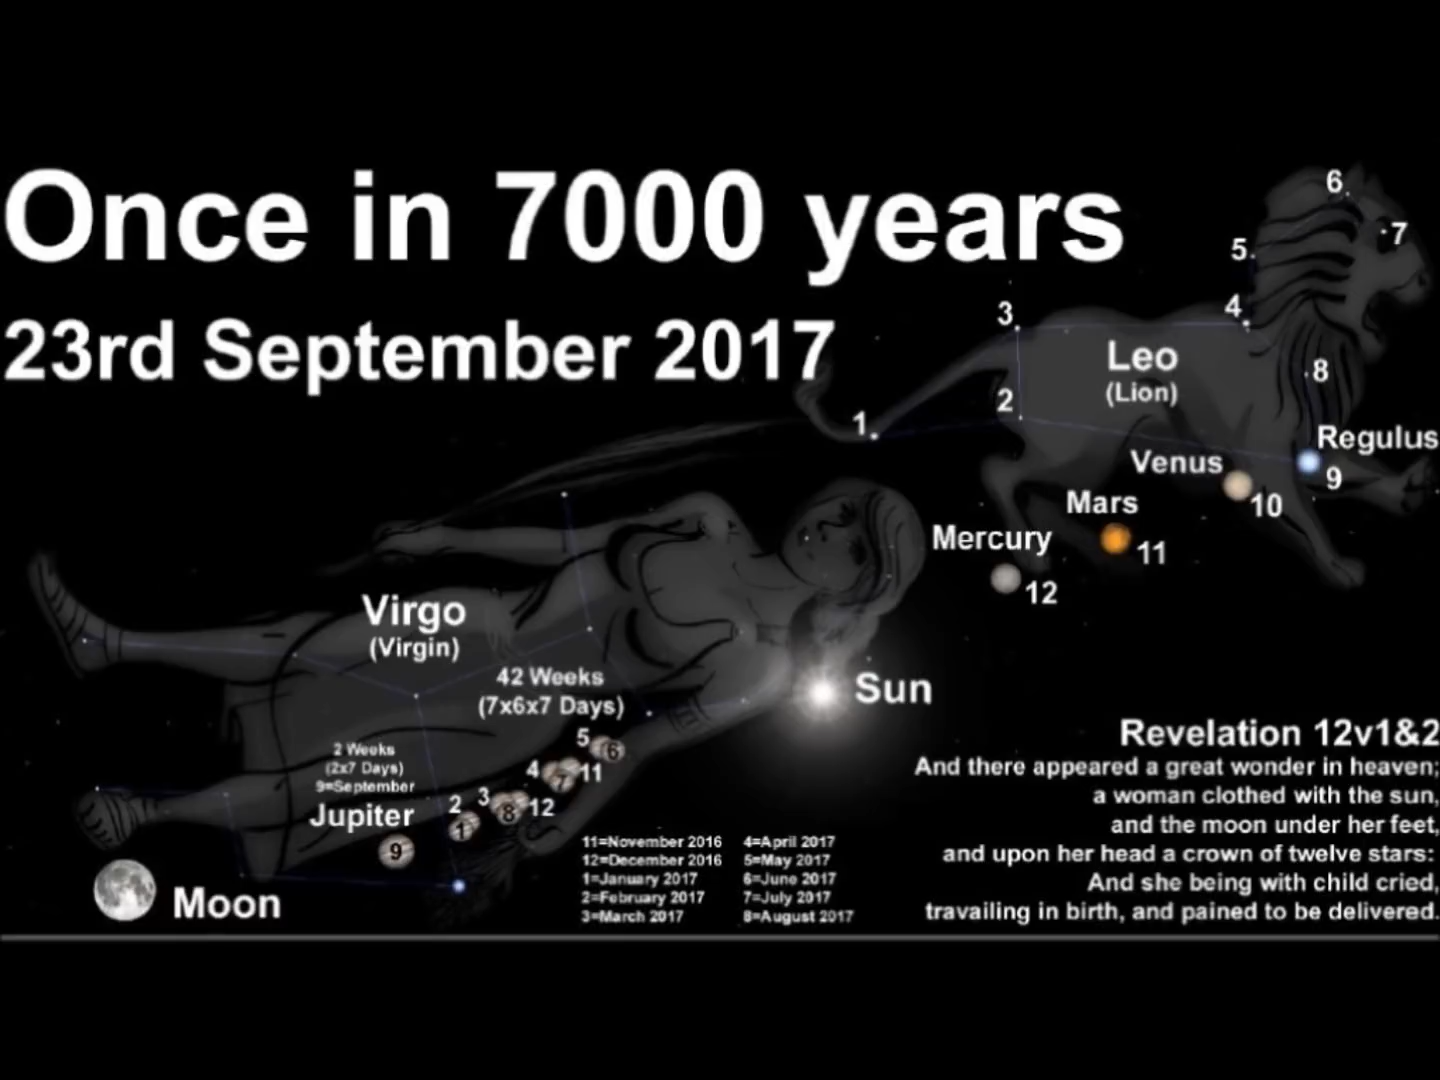 Once in 7000 years
23rd September 2017
6
7
5
4
3
Leo
(Lion)
8
2
1
Regulus
9
Venus
10
Mars
11
Mercury
12
Virgo
(Virgin)
42 Weeks
(7x6x7 Days)
Sun
5
6
4
7
11
2 Weeks
(2x7 Days)
9=September
Jupiter
2
3
8
12
1
9
Moon
11=November 2016
12=December 2016
1=January 2017
2=February 2017
3=March 2017
4=April 2017
5=May 2017
6=June 2017
7=July 2017
8=August 2017
Revelation 12v1&2
And there appeared a great wonder in heaven;
a woman clothed with the sun,
and the moon under her feet,
and upon her head a crown of twelve stars:
And she being with child cried,
travailing in birth, and pained to be delivered.